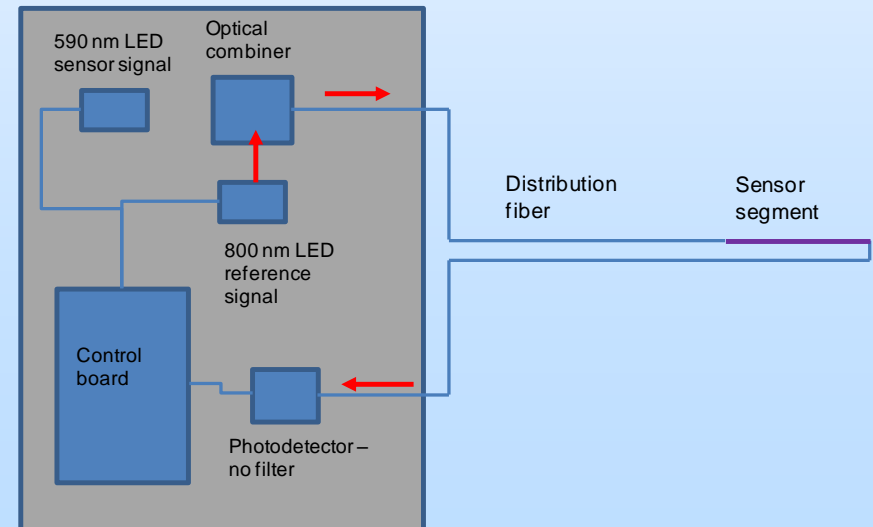 590 nm LED
sensor signal
Optical
combiner
800 nm LED
reference
signal
Distribution
fiber
Sensor
segment
Control
board
Photodetector –
no filter